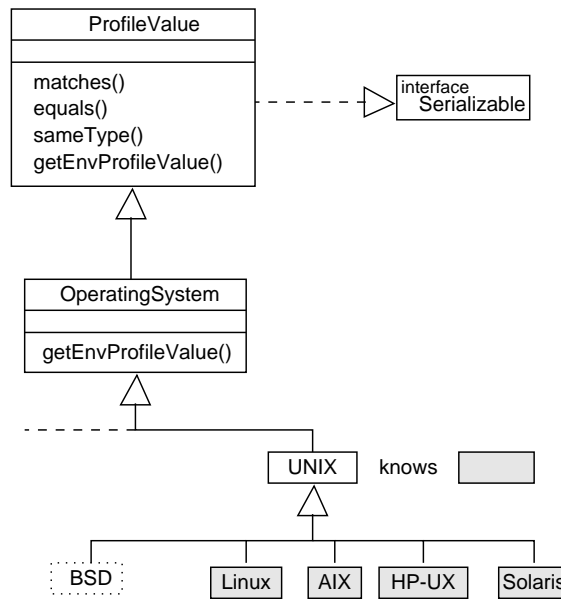 ProfileValue
matches()
equals()
sameType()
getEnvProfileValue()
interface
Serializable
OperatingSystem
getEnvProfileValue()
UNIX
knows
BSD
Linux
AIX
HP-UX
Solaris